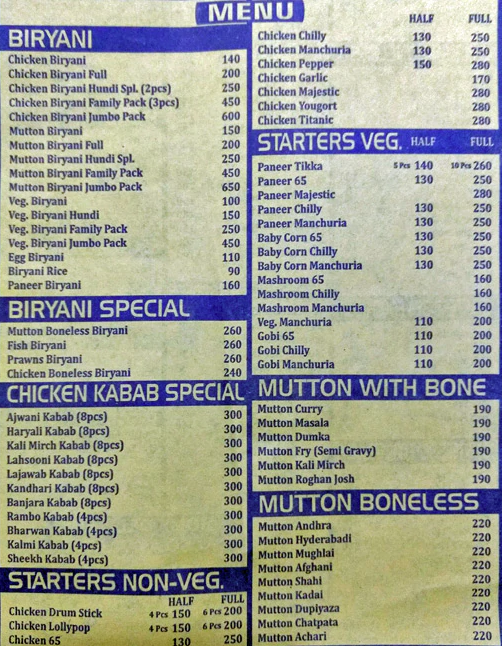 MENU
BIRYANI
Chicken Biryani 140
Chicken Biryani Full 200
Chicken Biryani Hundi Spl. (2pcs) 250
Chicken Biryani Family Pack (3pcs) 450
Chicken Biryani Jumbo Pack 600
Mutton Biryani 150
Mutton Biryani Full 200
Mutton Biryani Hundi Spl. 250
Mutton Biryani Family Pack 450
Mutton Biryani Jumbo Pack 650
Veg. Biryani 100
Veg. Biryani Hundi 150
Veg. Biryani Family Pack 250
Veg. Biryani Jumbo Pack 450
Egg Biryani 110
Biryani Rice 90
Paneer Biryani 160
BIRYANI SPECIAL
Mutton Boneless Biryani 260
Fish Biryani 260
Prawns Biryani 260
Chicken Boneless Biryani 240
CHICKEN KABAB SPECIAL
Ajwani Kabab (8pcs) 300
Haryali Kabab (8pcs) 300
Kali Mirch Kabab (8pcs) 300
Lahsooni Kabab (8pcs) 300
Lajawab Kabab (8pcs) 300
Kandhari Kabab (8pcs) 300
Banjara Kabab (8pcs) 300
Rambo Kabab (4pcs) 300
Bharwan Kabab (4pcs) 300
Kalmi Kabab (4pcs) 300
Sheekh Kabab (4pcs) 300
STARTERS NON-VEG.
HALF FULL
Chicken Drum Stick 4 Pcs 150 6 Pcs 200
Chicken Lollypop 4 Pcs 150 6 Pcs 200
Chicken 65 130 250
HALF FULL
Chicken Chilly 130 250
Chicken Manchuria 130 250
Chicken Pepper 150 280
Chicken Garlic 170
Chicken Majestic 280
Chicken Yougort 280
Chicken Titanic 280
STARTERS VEG. HALF FULL
Paneer Tikka 5 Pcs 140 10 Pcs 260
Paneer 65 130 250
Paneer Majestic 280
Paneer Chilly 130 250
Paneer Manchuria 130 250
Baby Corn 65 130 250
Baby Corn Chilly 130 250
Baby Corn Manchuria 130 250
Mashroom 65 160
Mashroom Chilly 160
Mashroom Manchuria 160
Veg. Manchuria 110 200
Gobi 65 110 200
Gobi Chilly 110 200
Gobi Manchuria 110 200
MUTTON WITH BONE
Mutton Curry 190
Mutton Masala 190
Mutton Dumka 190
Mutton Fry (Semi Gravy) 190
Mutton Kali Mirch 190
Mutton Roghan Josh 190
MUTTON BONELESS
Mutton Andhra 220
Mutton Hyderabadi 220
Mutton Mughlai 220
Mutton Afghani 220
Mutton Shahi 220
Mutton Kadai 220
Mutton Dupiyaza 220
Mutton Chatpata 220
Mutton Achari 220